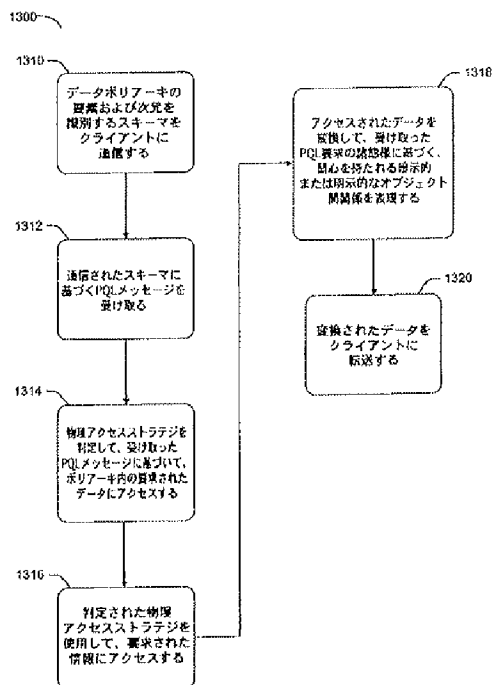 1300
1310
データポリアーキの
要素および次元を
識別するスキーマを
クライアントに
通信する
1312
通信されたスキーマに
基づくPQLメッセージを
受け取る
1314
物理アクセスストラテジを
判定して、受け取った
PQLメッセージに基づいて、
ポリアーキ内の要求された
データにアクセスする
1316
判定された物理
アクセスストラテジを
使用して、要求された
情報にアクセスする
1318
アクセスされたデータを
変換して、受け取った
PQL要求の諸態様に基づく、
関心を持たれる暗示的
または明示的なオブジェクト
間関係を表現する
1320
変換されたデータを
クライアントに
転送する